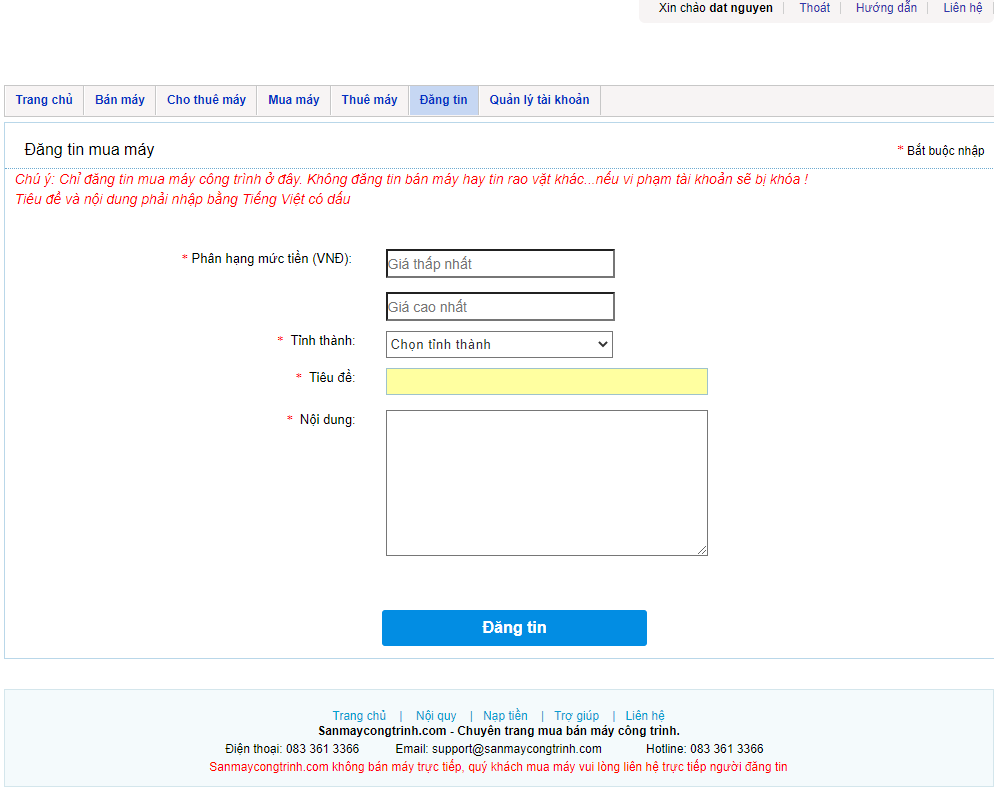 Xin chào dat nguyen | Thoát | Hướng dẫn | Liên hệ
Trang chủ Bán máy Cho thuê máy Mua máy Thuê máy Đăng tin Quản lý tài khoản
Đăng tin mua máy * Bắt buộc nhập
Chú ý: Chỉ đăng tin mua máy công trình ở đây. Không đăng tin bán máy hay tin rao vặt khác...nếu vi phạm tài khoản sẽ bị khóa !
Tiêu đề và nội dung phải nhập bằng Tiếng Việt có dấu
* Phân hạng mức tiền (VNĐ): Giá thấp nhất
Giá cao nhất
* Tỉnh thành: Chọn tỉnh thành
* Tiêu đề:
* Nội dung:
Đăng tin
Trang chủ | Nội quy | Nạp tiền | Trợ giúp | Liên hệ
Sanmaycongtrinh.com - Chuyên trang mua bán máy công trình.
Điện thoại: 083 361 3366 Email: support@sanmaycongtrinh.com Hotline: 083 361 3366
Sanmaycongtrinh.com không bán máy trực tiếp, quý khách mua máy vui lòng liên hệ trực tiếp người đăng tin